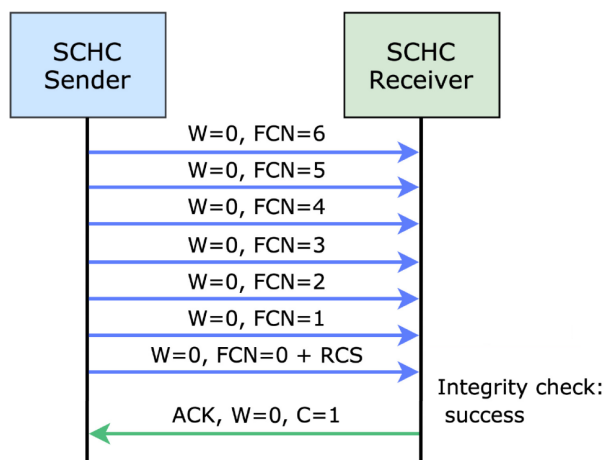 SCHC
Sender
SCHC
Receiver
W=0, FCN=6
W=0, FCN=5
W=0, FCN=4
W=0, FCN=3
W=0, FCN=2
W=0, FCN=1
W=0, FCN=0 + RCS
Integrity check:
success
ACK, W=0, C=1